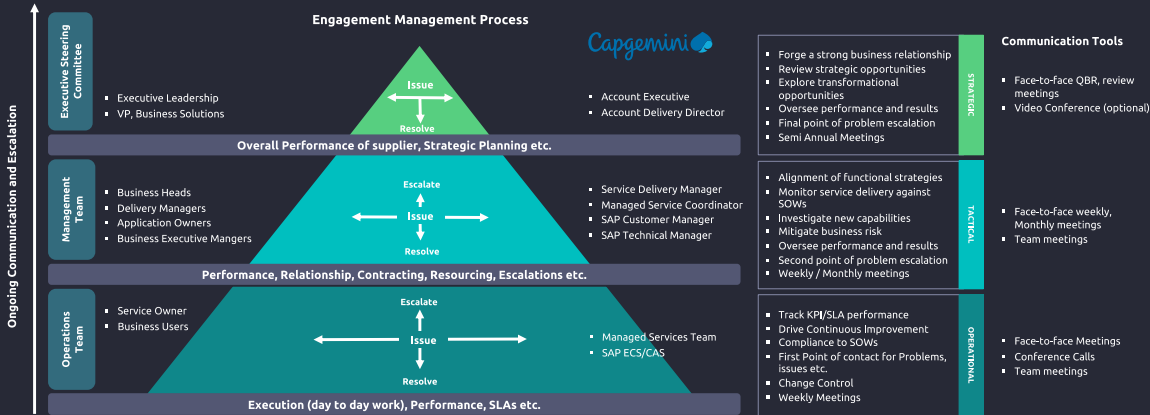 Engagement Management Process
Capgemini
Ongoing Communication and Escalation
Executive Steering
Committee
Executive Leadership
VP, Business Solutions
Issue
Resolve
Account Executive
Account Delivery Director
Overall Performance of supplier, Strategic Planning etc.
Forge a strong business relationship
Review strategic opportunities
Explore transformational
opportunities
Oversee performance and results
Final point of problem escalation
Semi Annual Meetings
STRATEGIC
Communication Tools
Face-to-face QBR, review
meetings
Video Conference (optional)
Management
Team
Business Heads
Delivery Managers
Application Owners
Business Executive Mangers
Escalate
Issue
Resolve
Service Delivery Manager
Managed Service Coordinator
SAP Customer Manager
SAP Technical Manager
Performance, Relationship, Contracting, Resourcing, Escalations etc.
Alignment of functional strategies
Monitor service delivery against
SOWs
Investigate new capabilities
Mitigate business risk
Oversee performance and results
Second point of problem escalation
Weekly / Monthly meetings
TACTICAL
Face-to-face weekly,
Monthly meetings
Team meetings
Operations
Team
Service Owner
Business Users
Escalate
Issue
Resolve
Managed Services Team
SAP ECS/CAS
Execution (day to day work), Performance, SLAs etc.
Track KPI/SLA performance
Drive Continuous Improvement
Compliance to SOWs
First Point of contact for Problems,
issues etc.
Change Control
Weekly Meetings
OPERATIONAL
Face-to-face Meetings
Conference Calls
Team meetings